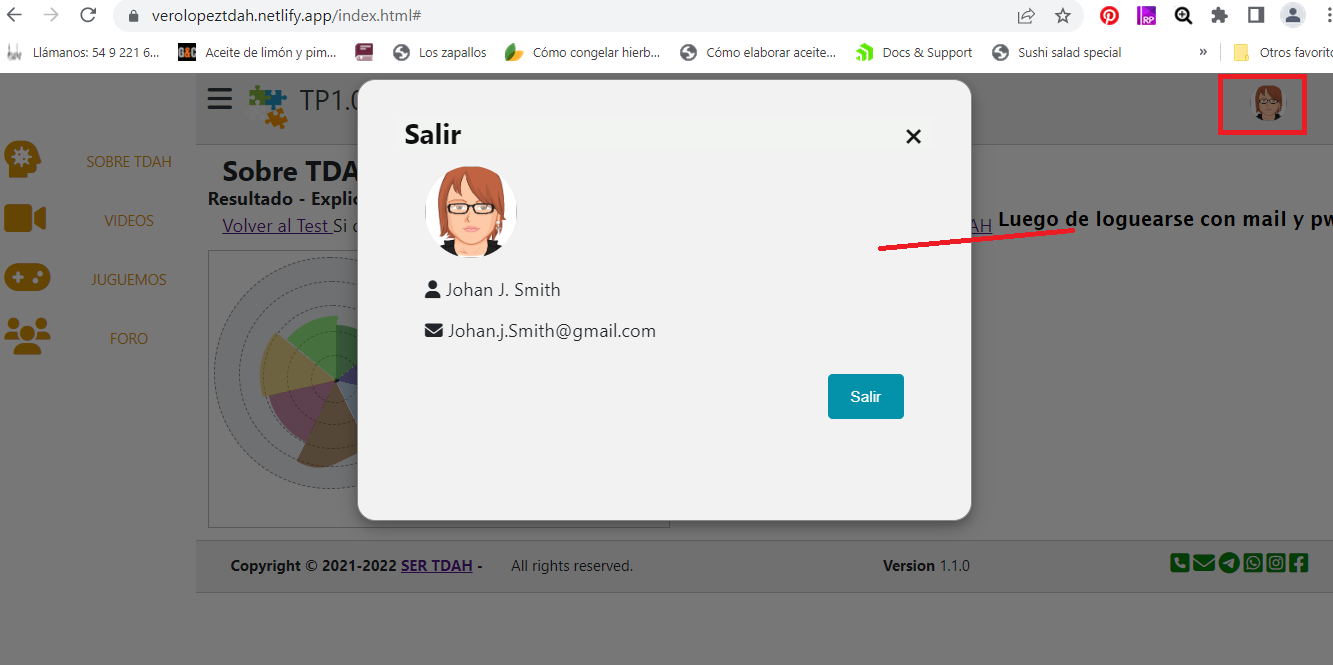 verolopeztdah.netlify.app/index.html#
Llámanos: 54 9 221 6...
G&C
Aceite de limón y pim...
Los zapallos
Cómo congelar hierb...
Cómo elaborar aceite...
Docs & Support
Sushi salad special
»
Otros favorito
RP
TP1.0
Salir
SOBRE TDAH
VIDEOS
JUGUEMOS
FORO
Sobre TDA
Resultado - Explic
Volver al Test Si
AH
Luego de loguearse con mail y pw
Johan J. Smith
Johan.j.Smith@gmail.com
Salir
Copyright © 2021-2022 SER TDAH -
All rights reserved.
Version 1.1.0